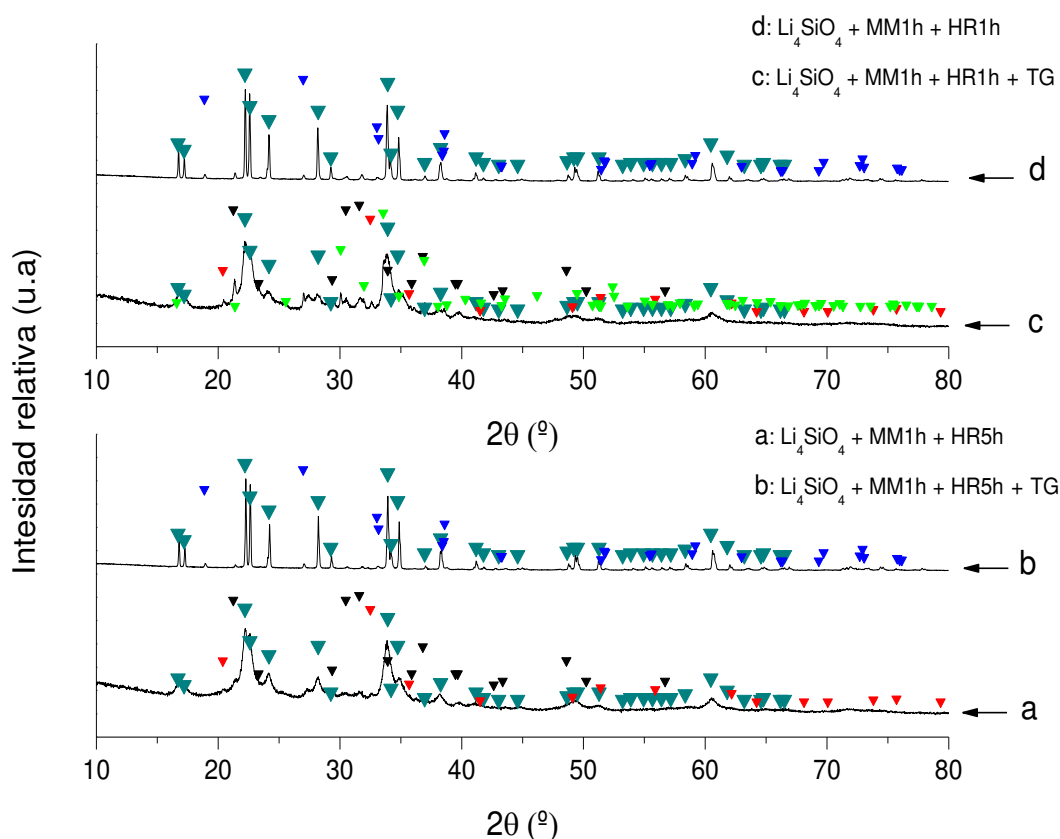 d: Li₄SiO₄ + MM1h + HR1h
c: Li₄SiO₄ + MM1h + HR1h + TG
d
c
10 20 30 40 50 60 70 80
2θ (º)
Intesidad relativa (u.a)
a: Li₄SiO₄ + MM1h + HR5h
b: Li₄SiO₄ + MM1h + HR5h + TG
b
a
10 20 30 40 50 60 70 80
2θ (º)